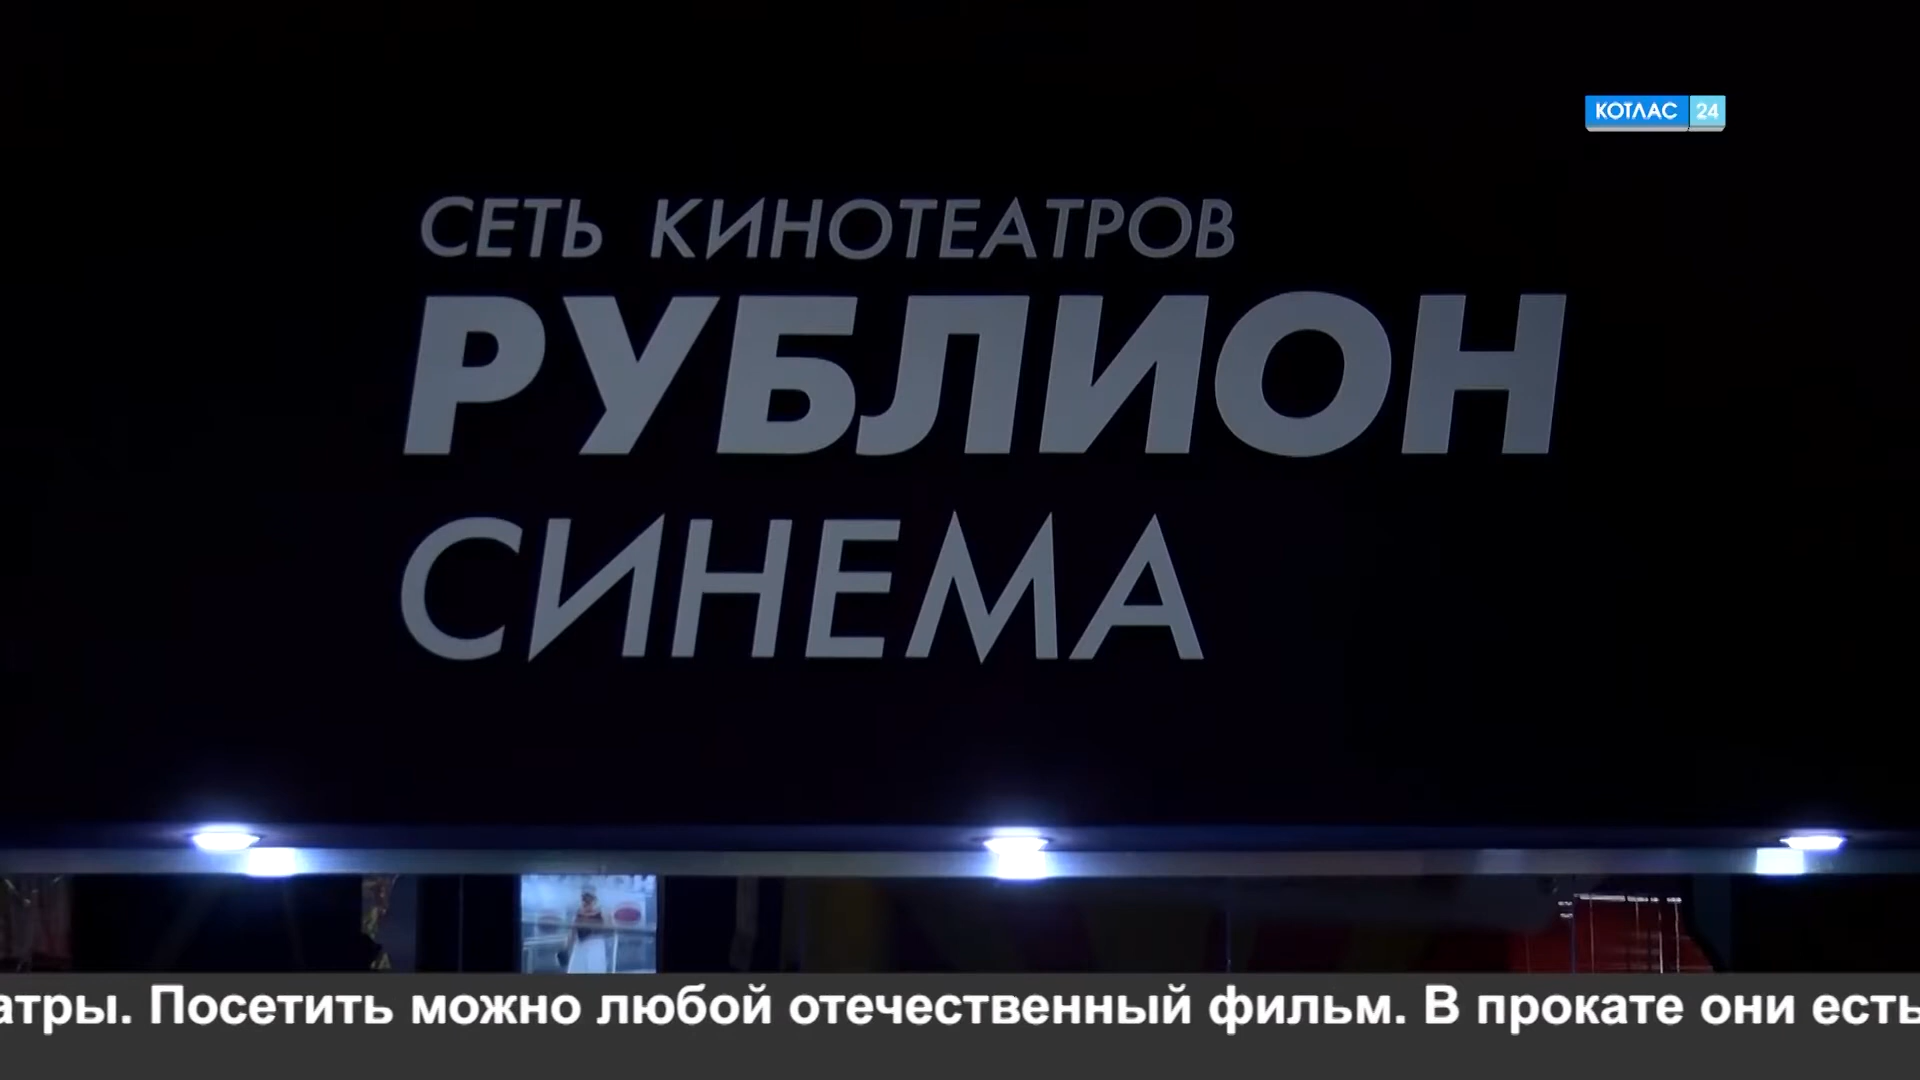 КОТЛАС 24
СЕТЬ КИНОТЕАТРОВ
РУБЛИОН
СИНЕМА
атры. Посетить можно любой отечественный фильм. В прокате они есть